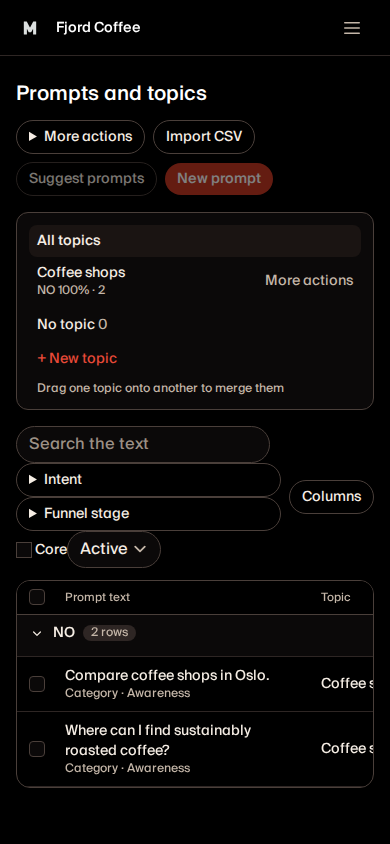 M Fjord Coffee
Prompts and topics
More actions Import CSV
Suggest prompts New prompt
All topics
Coffee shops
NO 100% · 2
More actions
No topic 0
+ New topic
Drag one topic onto another to merge them
Search the text
Intent
Columns
Funnel stage
Core Active
Prompt text Topic
NO 2 rows
Compare coffee shops in Oslo.
Category · Awareness
Coffee s
Where can I find sustainably
roasted coffee?
Category · Awareness
Coffee s